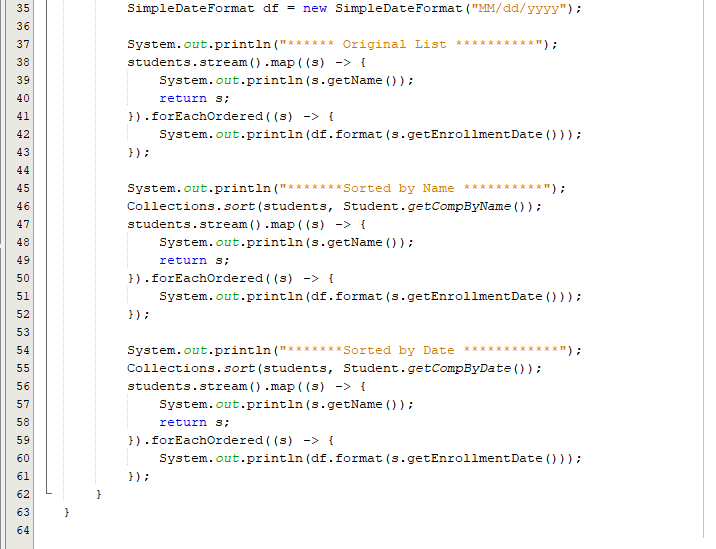 35 SimpleDateFormat df = new SimpleDateFormat("MM/dd/yyyy");
36
37 System.out.println("****** Original List **********");
38 students.stream().map((s) -> {
39 System.out.println(s.getName());
40 return s;
41 }).forEachOrdered((s) -> {
42 System.out.println(df.format(s.getEnrollmentDate()));
43 });
44
45 System.out.println("*******Sorted by Name **********");
46 Collections.sort(students, Student.getCompByName());
47 students.stream().map((s) -> {
48 System.out.println(s.getName());
49 return s;
50 }).forEachOrdered((s) -> {
51 System.out.println(df.format(s.getEnrollmentDate()));
52 });
53
54 System.out.println("*******Sorted by Date ************");
55 Collections.sort(students, Student.getCompByDate());
56 students.stream().map((s) -> {
57 System.out.println(s.getName());
58 return s;
59 }).forEachOrdered((s) -> {
60 System.out.println(df.format(s.getEnrollmentDate()));
61 });
62 }
63 }
64